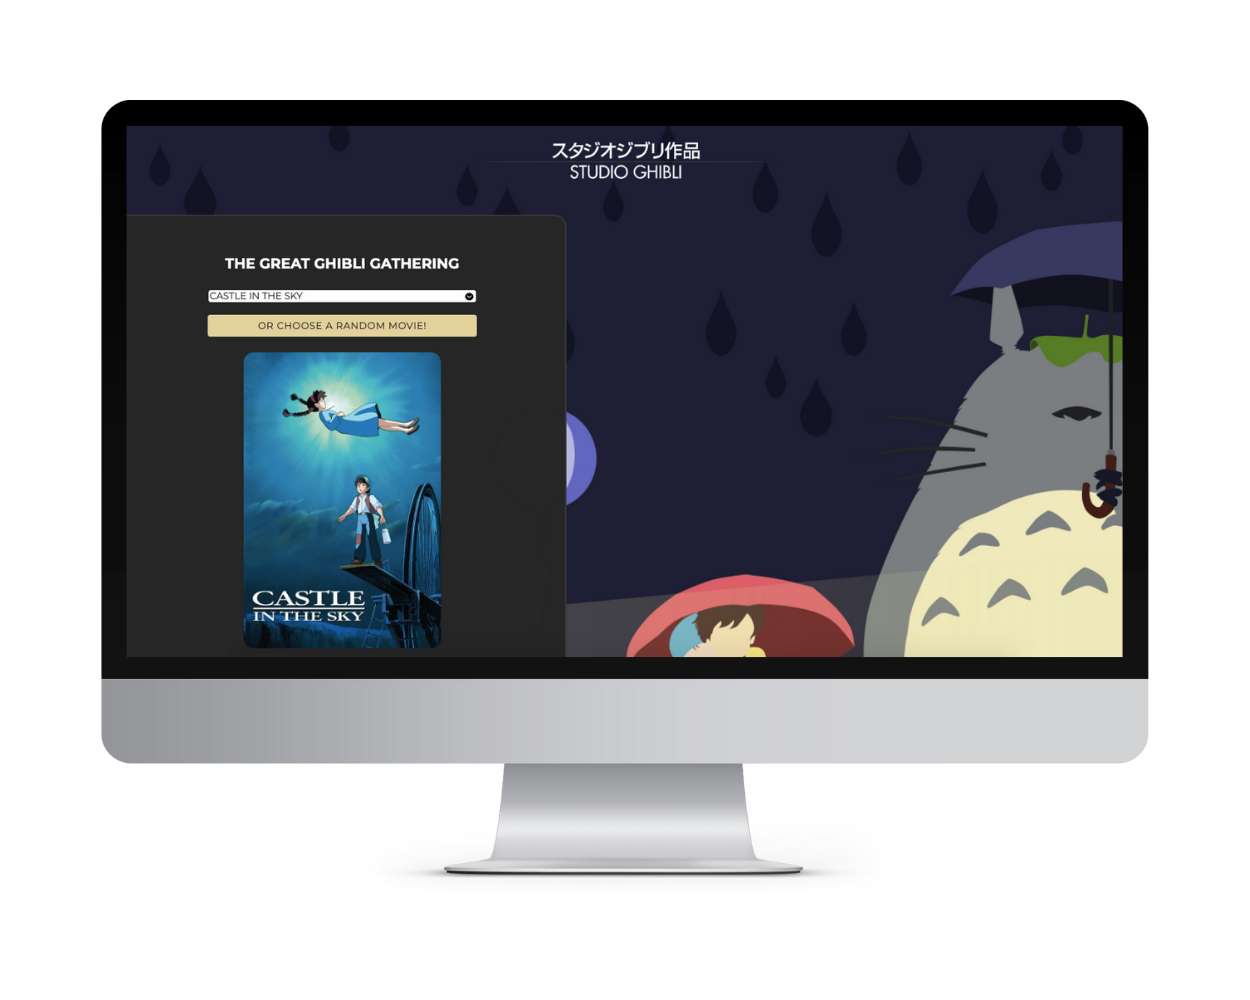 スタジオジブリ作品
STUDIO GHIBLI
THE GREAT GHIBLI GATHERING
CASTLE IN THE SKY
OR CHOOSE A RANDOM MOVIE!
CASTLE
IN THE SKY